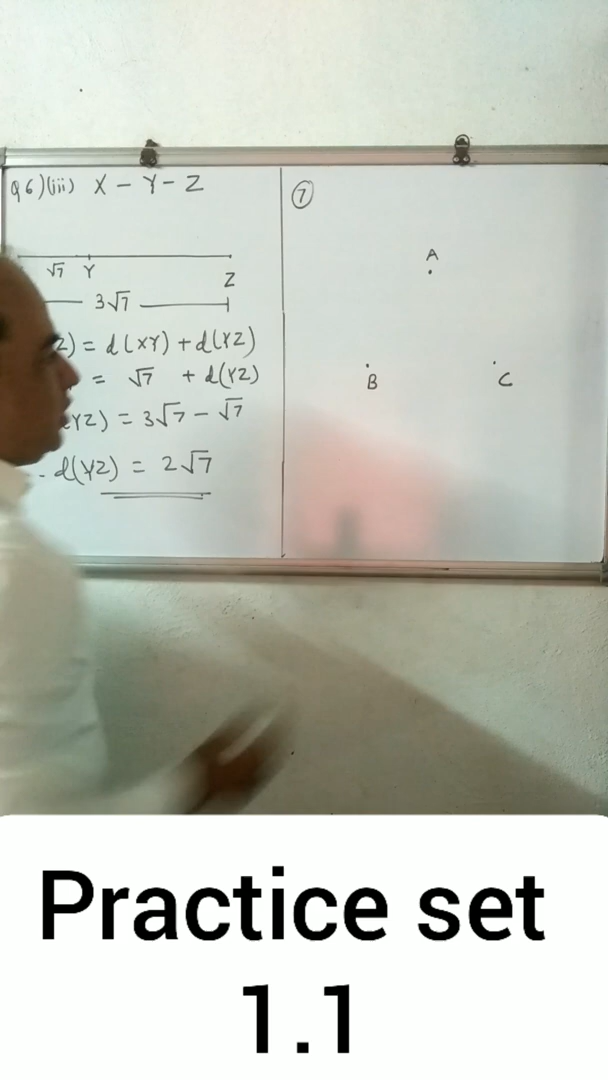 Q6)(iii) X - Y - Z
√7 Y
Z
3√7
Z) = d(XY) + d(YZ)
= √7 + d(YZ)
(YZ) = 3√7 - √7
d(YZ) = 2√7
7
A
B C
Practice set
1.1